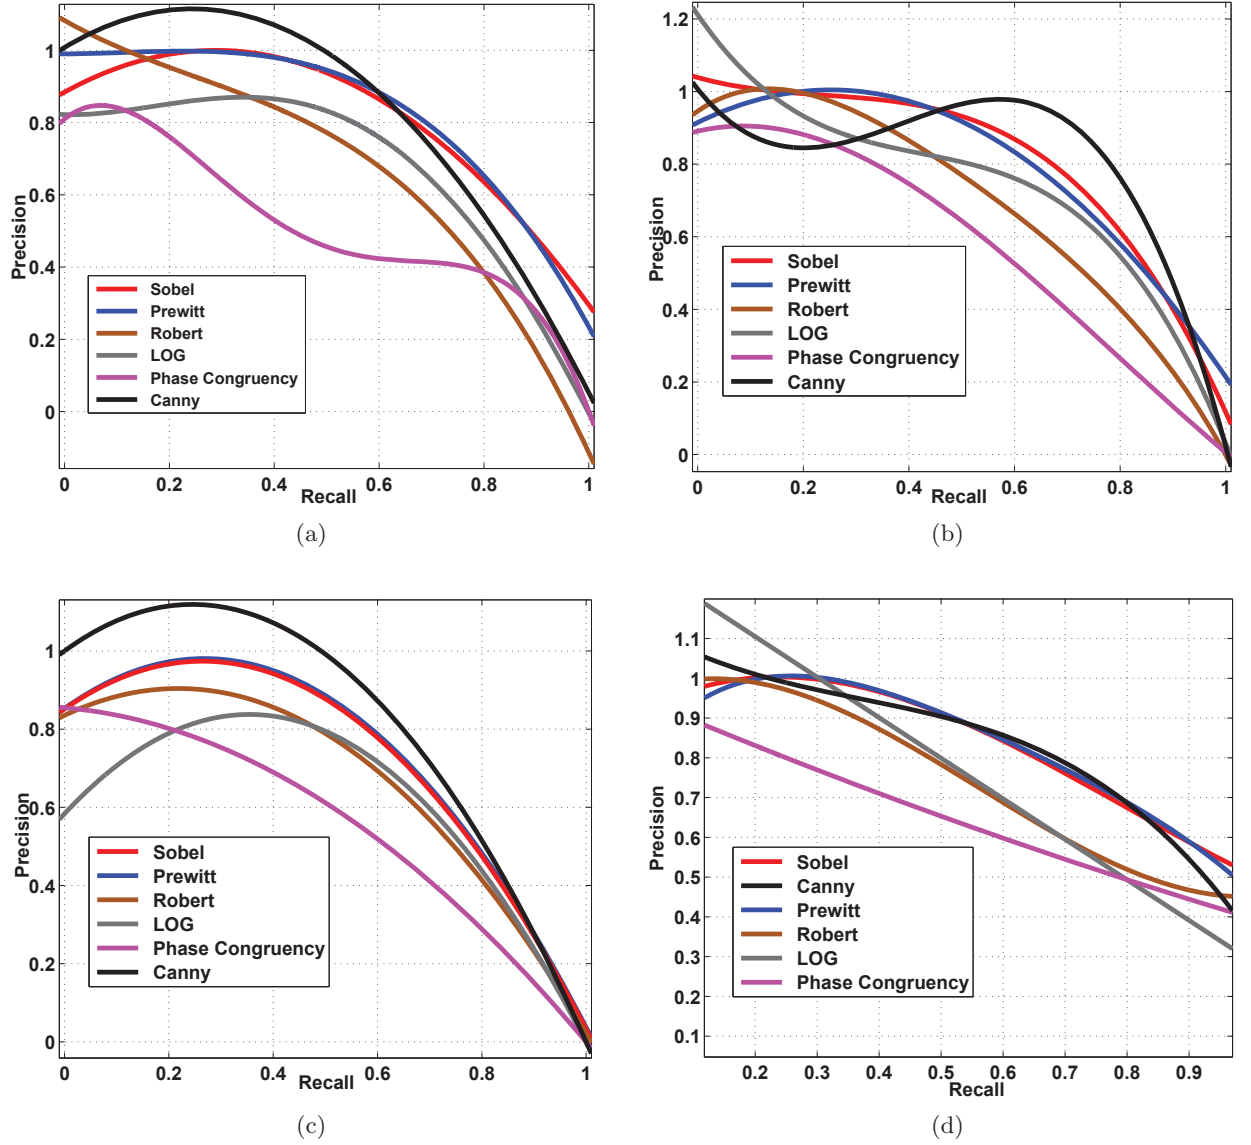 1
0.8
0.6
0.4
0.2
0
Precision
Sobel
Prewitt
Robert
LOG
Phase Congruency
Canny
0 0.2 0.4 0.6 0.8 1
Recall
(a)
1.2
1
0.8
0.6
0.4
0.2
0
Precision
Sobel
Prewitt
Robert
LOG
Phase Congruency
Canny
0 0.2 0.4 0.6 0.8 1
Recall
(b)
1
0.8
0.6
0.4
0.2
0
Precision
Sobel
Prewitt
Robert
LOG
Phase Congruency
Canny
0 0.2 0.4 0.6 0.8 1
Recall
(c)
1.1
1
0.9
0.8
0.7
0.6
0.5
0.4
0.3
0.2
0.1
Precision
Sobel
Canny
Prewitt
Robert
LOG
Phase Congruency
0.2 0.3 0.4 0.5 0.6 0.7 0.8 0.9
Recall
(d)